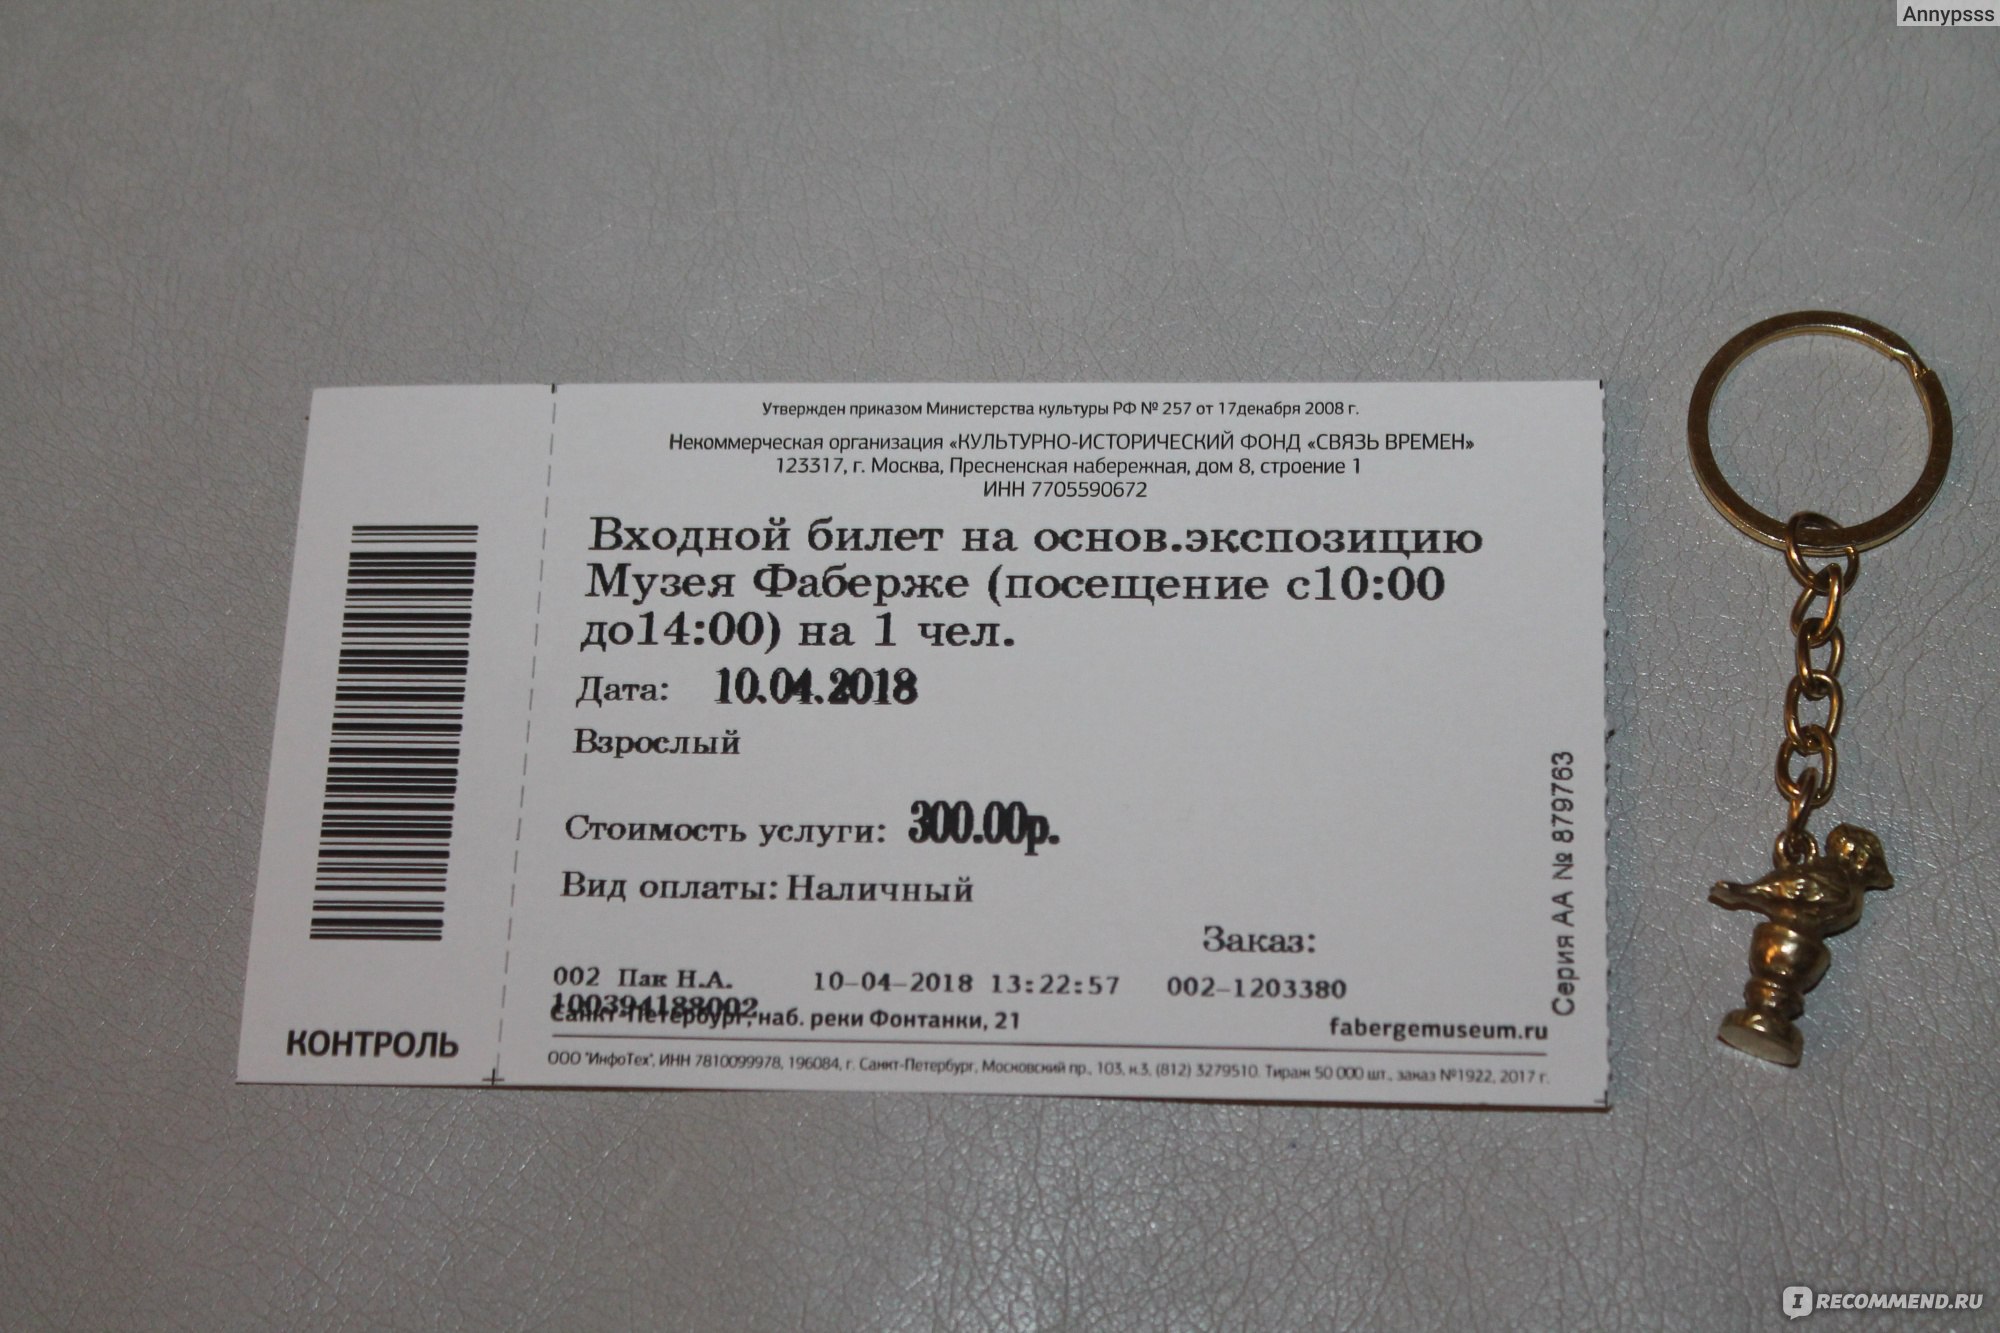 Annypsss
Утвержден приказом Министерства культуры РФ № 257 от 17декабря 2008 г.
Некоммерческая организация «КУЛЬТУРНО-ИСТОРИЧЕСКИЙ ФОНД «СВЯЗЬ ВРЕМЕН»
123317, г. Москва, Пресненская набережная, дом 8, строение 1
ИНН 7705590672
Входной билет на основ.экспозицию
Музея Фаберже (посещение с10:00
до14:00) на 1 чел.
Дата: 10.04.2018
Взрослый
Стоимость услуги: 300.00р.
Вид оплаты: Наличный
Заказ:
002 Пак Н.А. 10-04-2018 13:22:57 002-1203380
100394188002
Санкт-Петербург, наб. реки Фонтанки, 21 fabergemuseum.ru
ООО "ИнфоТех", ИНН 7810099978, 196084, г. Санкт-Петербург, Московский пр., 103, к.3, (812) 3279510. Тираж 50 000 шт., заказ №1922, 2017 г.
Серия АА № 879763
КОНТРОЛЬ
IRECOMMEND.RU